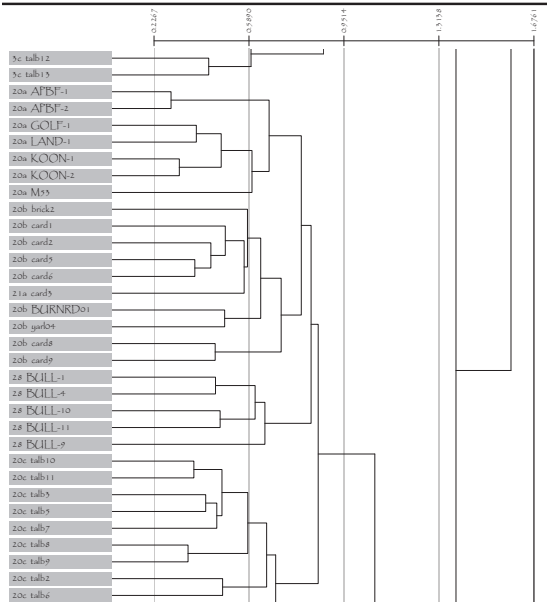 0.2267 0.5890 0.9514 1.3138 1.6761
3c talb12
3c talb13
20a APBF-1
20a APBF-2
20a GOLF-1
20a LAND-1
20a KOON-1
20a KOON-2
20a M53
20b brick2
20b card1
20b card2
20b card5
20b card6
21a card3
20b BURNRD01
20b yarl04
20b card8
20b card9
28 BULL-1
28 BULL-4
28 BULL-10
28 BULL-11
28 BULL-9
20c talb10
20c talb11
20c talb3
20c talb5
20c talb7
20c talb8
20c talb9
20c talb2
20c talb6